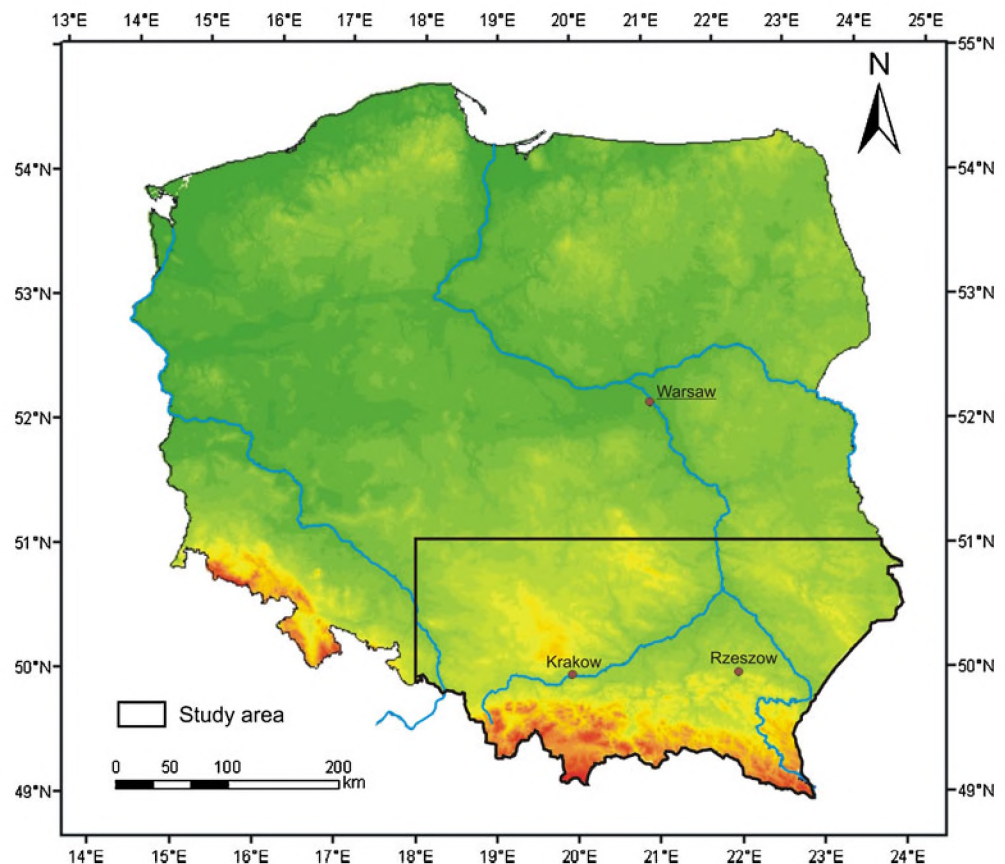 13°E 14°E 15°E 16°E 17°E 18°E 19°E 20°E 21°E 22°E 23°E 24°E 25°E
55°N
N
54°N 54°N
53°N 53°N
Warsaw
52°N 52°N
51°N 51°N
50°N Krakow Rzeszow 50°N
Study area
0 50 100 200
km
49°N 49°N
14°E 15°E 16°E 17°E 18°E 19°E 20°E 21°E 22°E 23°E 24°E